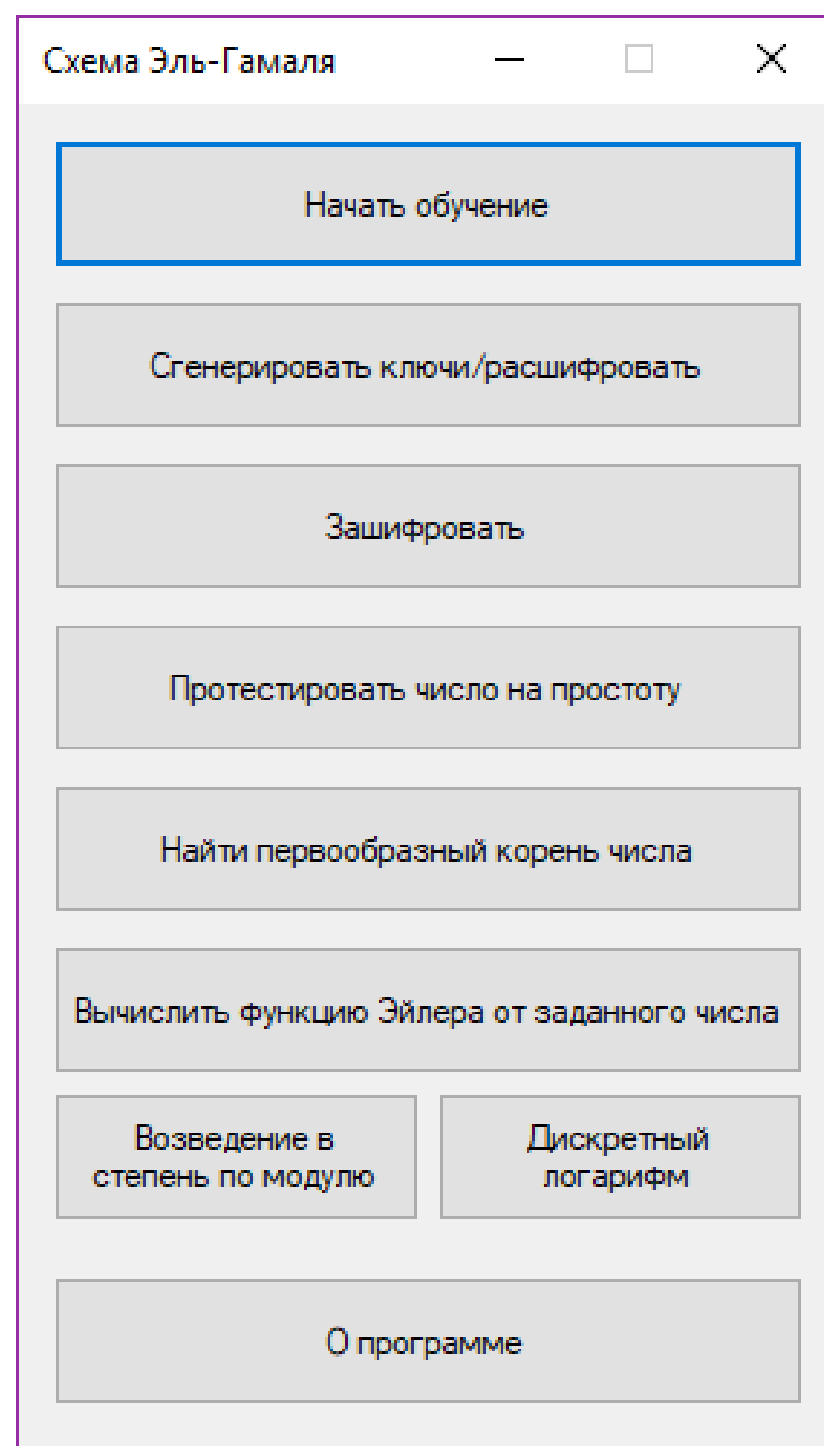 Схема Эль-Гамаля
Начать обучение
Сгенерировать ключи/расшифровать
Зашифровать
Протестировать число на простоту
Найти первообразный корень числа
Вычислить функцию Эйлера от заданного числа
Возведение в
степень по модулю
Дискретный
логарифм
О программе